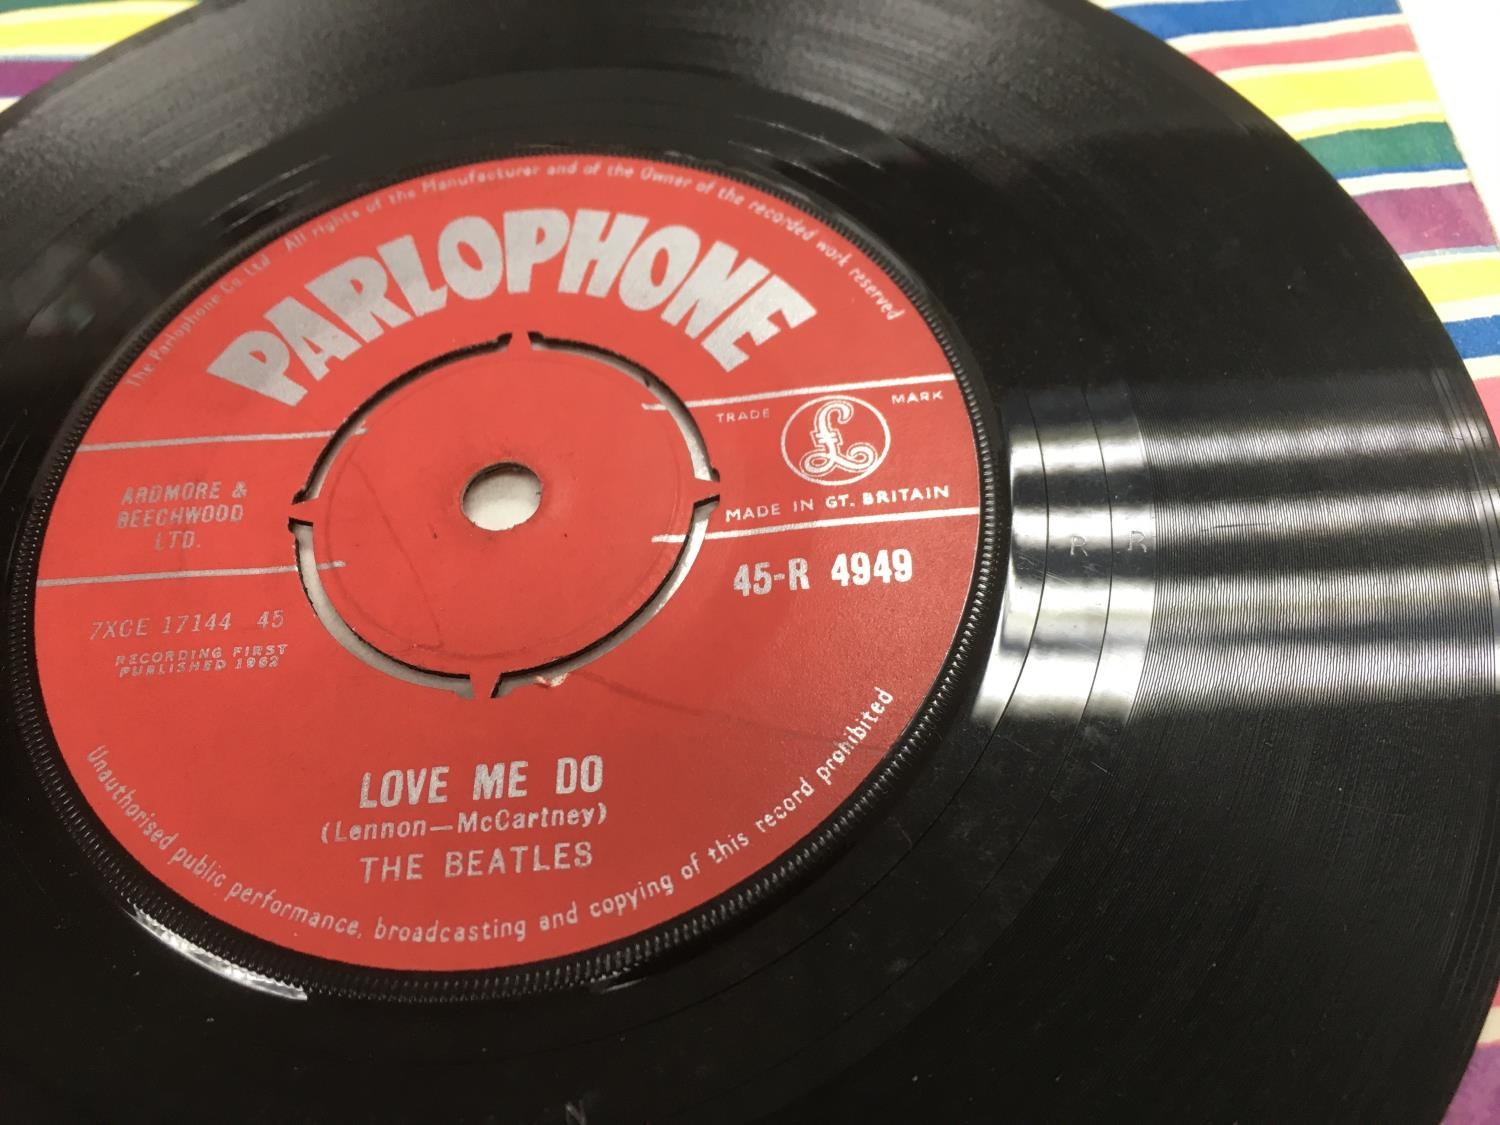 The Parlophone Co. Ltd All rights of the Manufacturer and of the Owner of the recorded work reserved
PARLOPHONE
TRADE MARK
£
MADE IN GT. BRITAIN
ARDMORE &
BEECHWOOD
LTD.
45-R 4949
7XCE 17144 45
RECORDING FIRST
PUBLISHED 1962
R R
LOVE ME DO
(Lennon—McCartney)
THE BEATLES
Unauthorised public performance, broadcasting and copying of this record prohibited